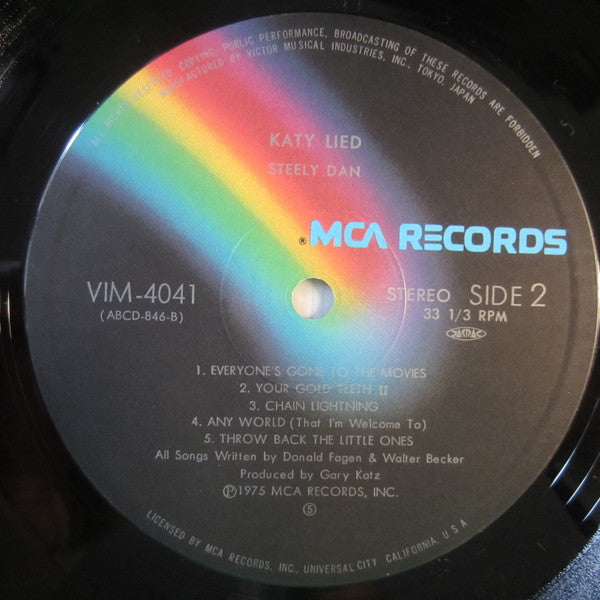 ALL RIGHTS RESERVED. COPYING, PUBLIC PERFORMANCE, BROADCASTING OF THESE RECORDS ARE FORBIDDEN
MANUFACTURED BY VICTOR MUSICAL INDUSTRIES, INC., TOKYO, JAPAN
KATY LIED
STEELY DAN
® MCA RECORDS
VIM-4041
(ABCD-846-B)
STEREO SIDE 2
33 1/3 RPM
JASRAC
1. EVERYONE'S GONE TO THE MOVIES
2. YOUR GOLD TEETH II
3. CHAIN LIGHTNING
4. ANY WORLD (That I'm Welcome To)
5. THROW BACK THE LITTLE ONES
All Songs Written by Donald Fagen & Walter Becker
Produced by Gary Katz
Ⓟ1975 MCA RECORDS, INC.
⑤
LICENSED BY MCA RECORDS, INC., UNIVERSAL CITY, CALIFORNIA, U.S.A